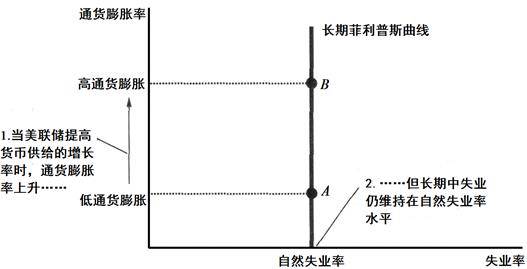 通货膨胀率
长期菲利普斯曲线
高通货膨胀
B
1.当美联储提高
货币供给的增长
率时，通货膨胀
率上升······
低通货膨胀
A
2. ······但长期中失业
仍维持在自然失业率
水平
自然失业率
失业率